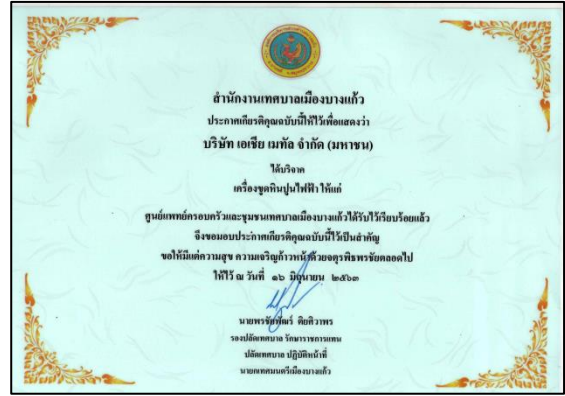 สำนักงานเทศบาลเมืองบางแก้ว
ประกาศเกียรติคุณฉบับนี้ให้ไว้เพื่อแสดงว่า
บริษัท เอเชีย เมทัล จำกัด (มหาชน)
ได้บริจาค
เครื่องขูดหินปูนไฟฟ้า ให้แก่
ศูนย์แพทย์ครอบครัวและชุมชนเทศบาลเมืองบางแก้วได้รับไว้เรียบร้อยแล้ว
จึงขอมอบประกาศเกียรติคุณฉบับนี้ไว้เป็นสำคัญ
ขอให้มีแต่ความสุข ความเจริญก้าวหน้าด้วยจตุรพิธพรชัยตลอดไป
ให้ไว้ ณ วันที่ ๑๖ มิถุนายน ๒๕๖๓
รองปลัดเทศบาล รักษาราชการแทน
ปลัดเทศบาล ปฏิบัติหน้าที่
นายกเทศมนตรีเมืองบางแก้ว